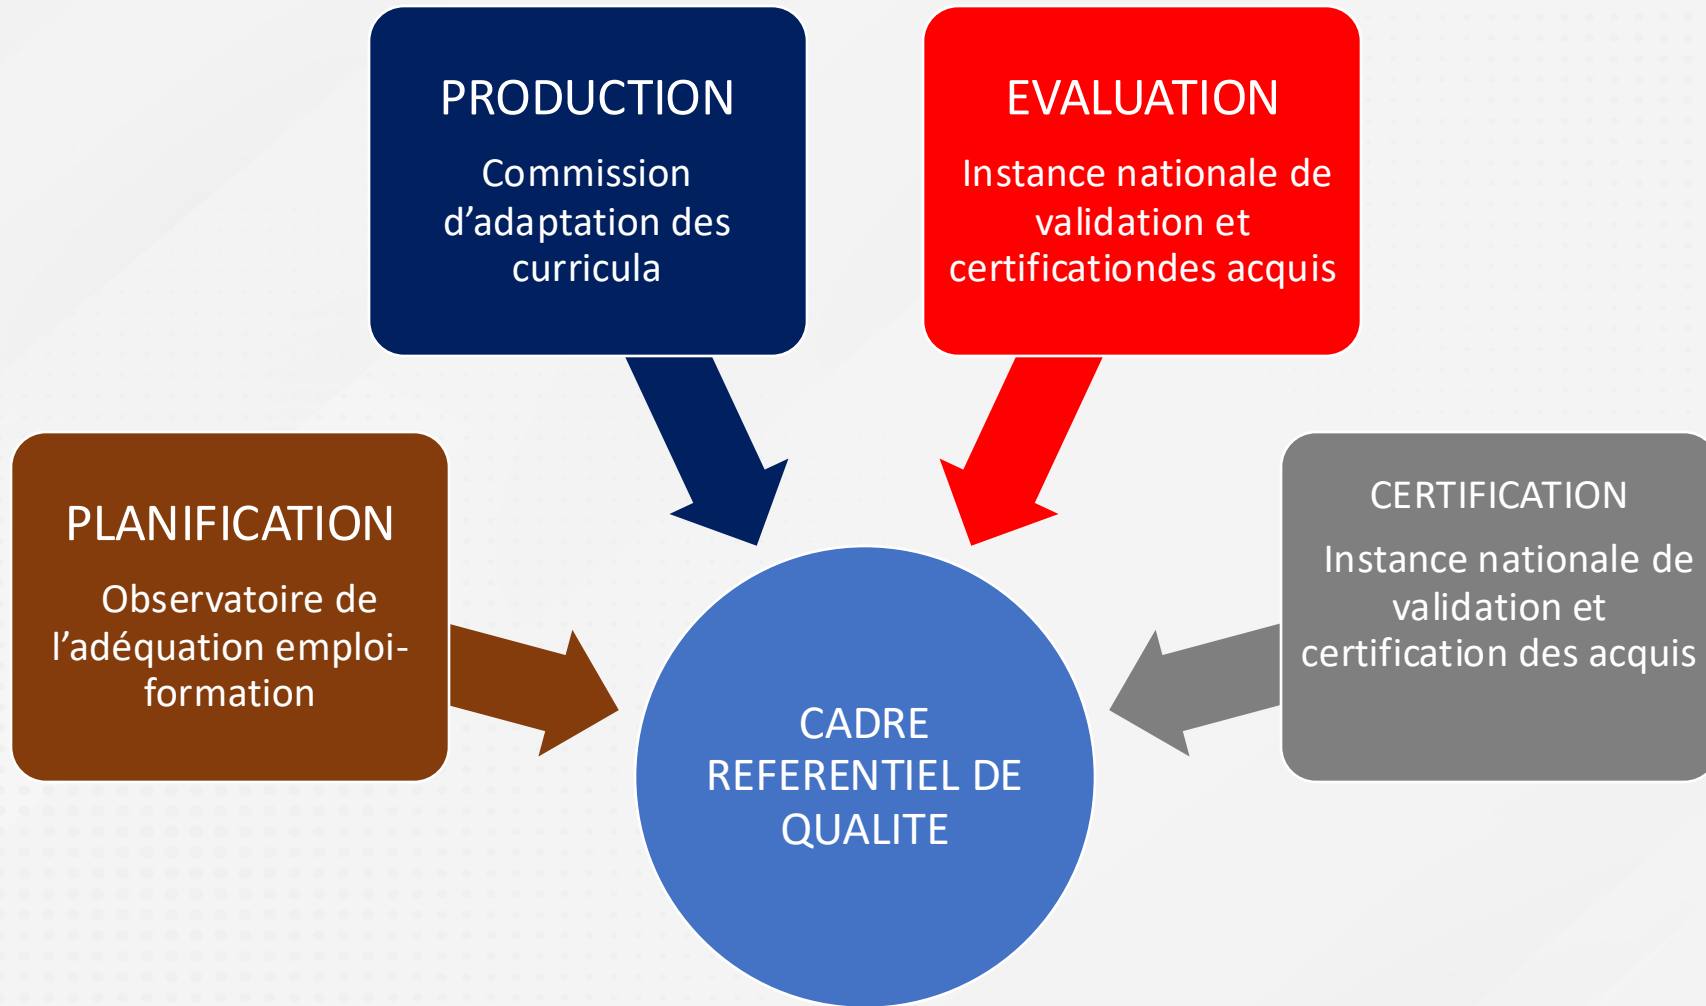 PRODUCTION
Commission
d’adaptation des
curricula
EVALUATION
Instance nationale de
validation et
certificationdes acquis
PLANIFICATION
Observatoire de
l’adéquation emploi-
formation
CERTIFICATION
Instance nationale de
validation et
certification des acquis
CADRE
REFERENTIEL DE
QUALITE